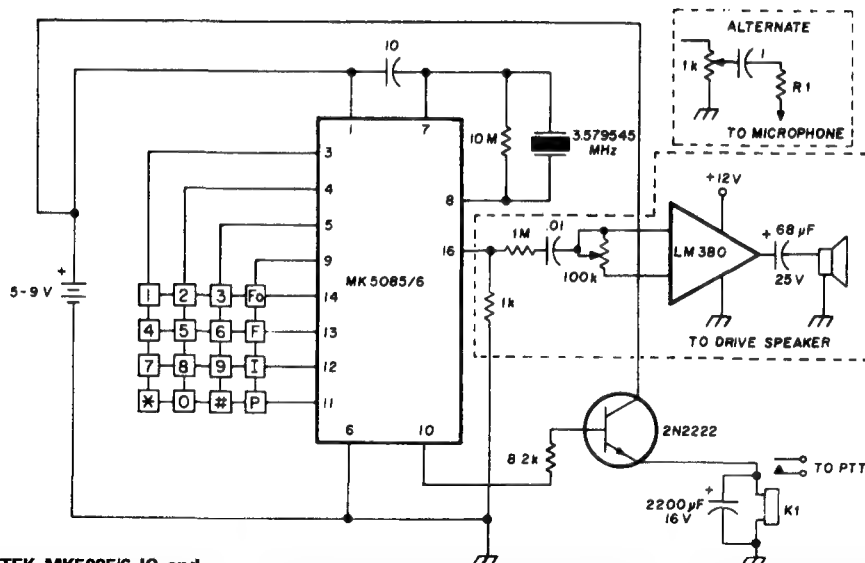 ALTERNATE
1k
1
R1
TO MICROPHONE
10
1
7
10M
3.579545
MHz
3
4
5
8
9
16
14
13
12
11
6
10
MK5085/6
5-9V
+
1 2 3 Fo
4 5 6 F
7 8 9 I
* 0 # P
1M
.01
100k
1k
+12V
LM380
+
68µF
25V
TO DRIVE SPEAKER
8.2k
2N2222
TO PTT
2200µF
16V
+
K1